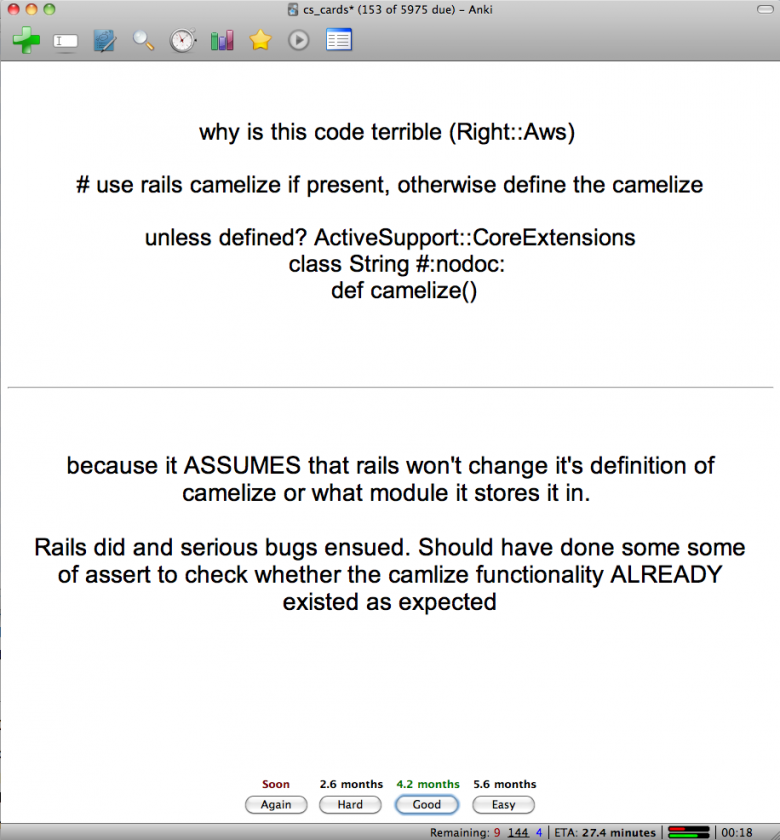 cs_cards* (153 of 5975 due) – Anki
why is this code terrible (Right::Aws)
# use rails camelize if present, otherwise define the camelize
unless defined? ActiveSupport::CoreExtensions
class String #:nodoc:
def camelize()
because it ASSUMES that rails won't change it's definition of
camelize or what module it stores it in.
Rails did and serious bugs ensued. Should have done some some
of assert to check whether the camlize functionality ALREADY
existed as expected
Soon 2.6 months 4.2 months 5.6 months
Again Hard Good Easy
Remaining: 9 144 4 | ETA: 27.4 minutes | 00:18